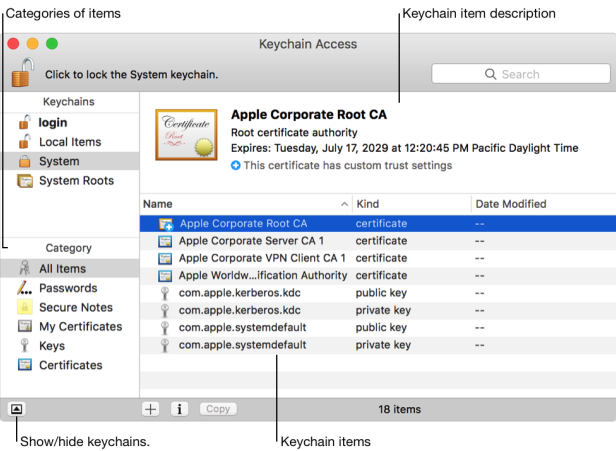 Categories of items
Keychain item description
Keychain Access
Click to lock the System keychain.
Search
Keychains
login
Local Items
System
System Roots
Certificate
Root
Apple Corporate Root CA
Root certificate authority
Expires: Tuesday, July 17, 2029 at 12:20:45 PM Pacific Daylight Time
This certificate has custom trust settings
Name Kind Date Modified
Apple Corporate Root CA certificate --
Apple Corporate Server CA 1 certificate --
Apple Corporate VPN Client CA 1 certificate --
Apple Worldw...ification Authority certificate --
com.apple.kerberos.kdc public key --
com.apple.kerberos.kdc private key --
com.apple.systemdefault public key --
com.apple.systemdefault private key --
Category
All Items
Passwords
Secure Notes
My Certificates
Keys
Certificates
Copy
18 items
Show/hide keychains.
Keychain items